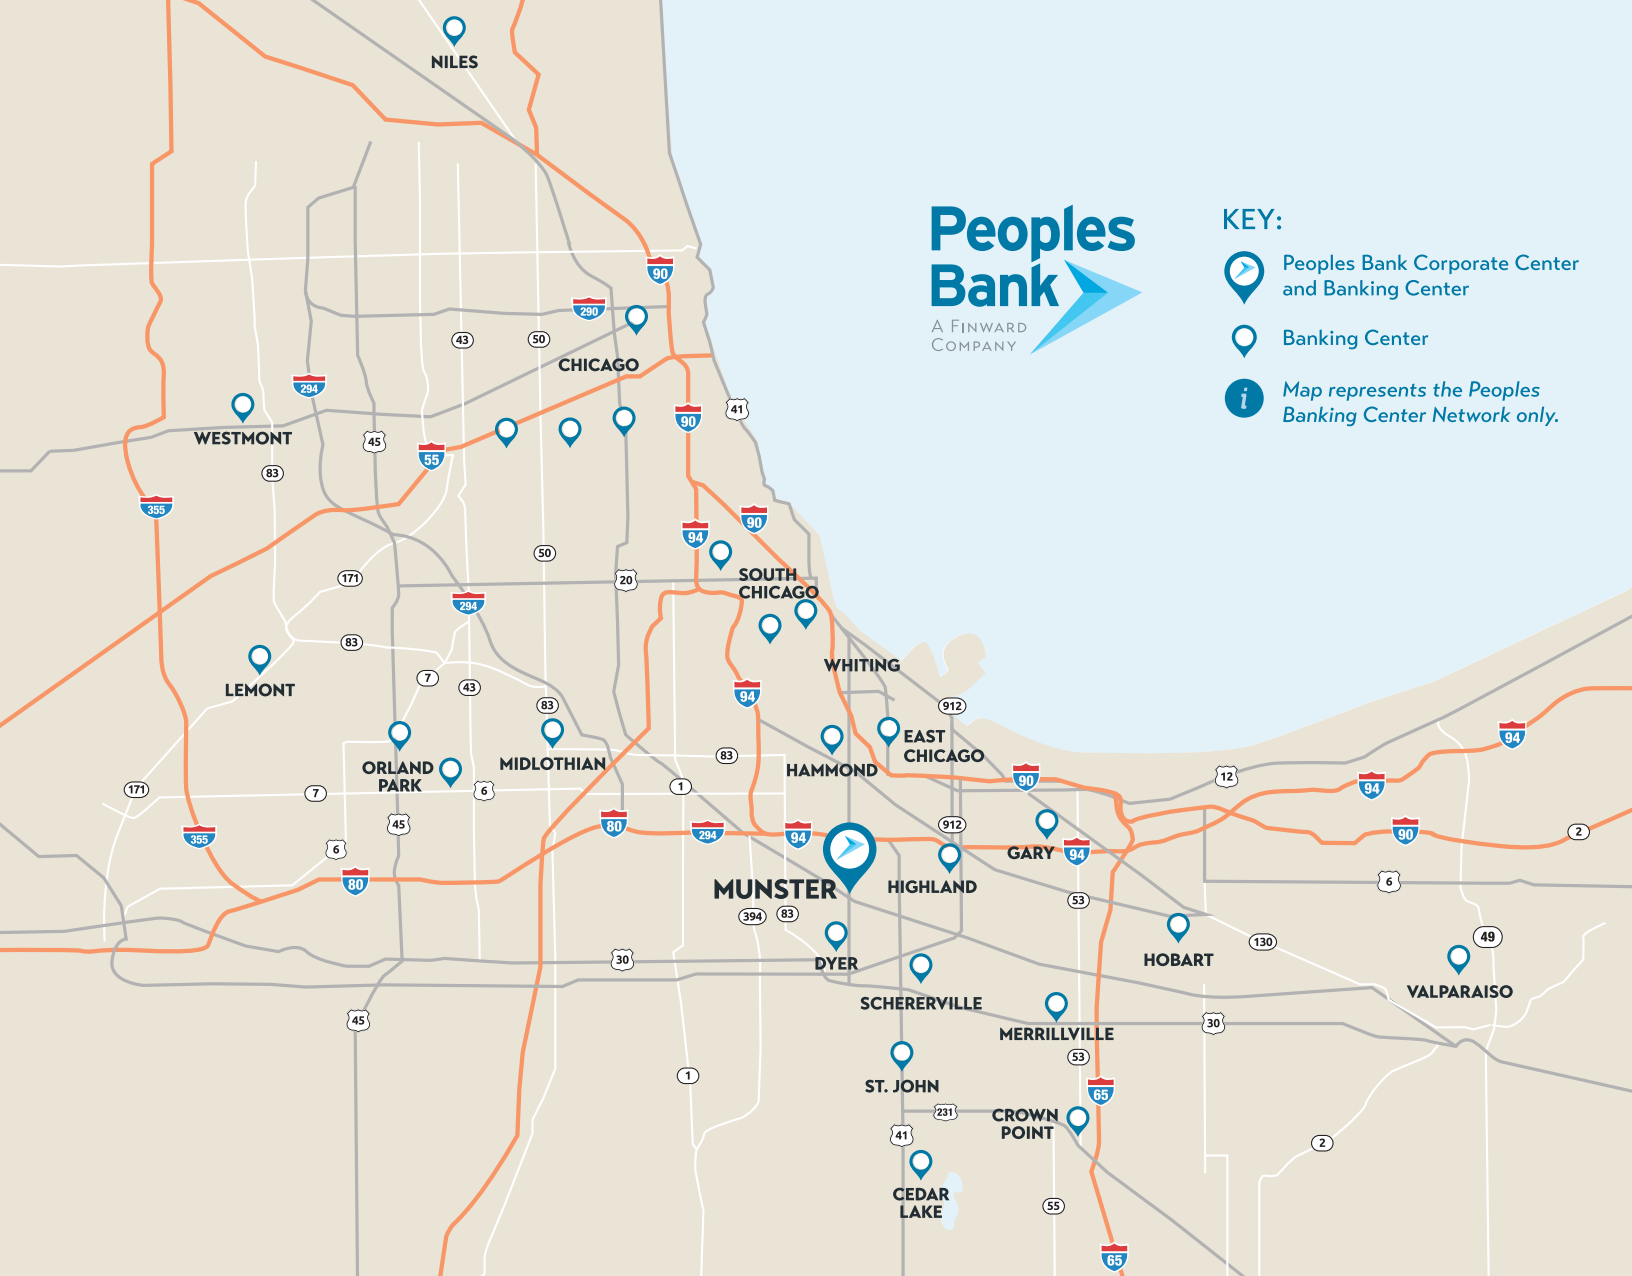 NILES
Peoples
Bank
A FINWARD
COMPANY
KEY:
Peoples Bank Corporate Center
and Banking Center
Banking Center
i
Map represents the Peoples
Banking Center Network only.
90
290
43
50
CHICAGO
294
41
90
WESTMONT
45
55
83
355
90
94
50
171
20
SOUTH
CHICAGO
294
83
WHITING
7
43
LEMONT
94
83
912
EAST
CHICAGO
94
83
ORLAND
PARK
MIDLOTHIAN
HAMMOND
90
12
94
171
7
6
1
45
80
294
94
912
90
2
355
6
GARY
94
80
MUNSTER
HIGHLAND
6
53
394
83
49
130
30
DYER
HOBART
VALPARAISO
SCHERERVILLE
45
MERRILLVILLE
30
53
1
ST. JOHN
65
231
CROWN
POINT
41
2
CEDAR
LAKE
55
65